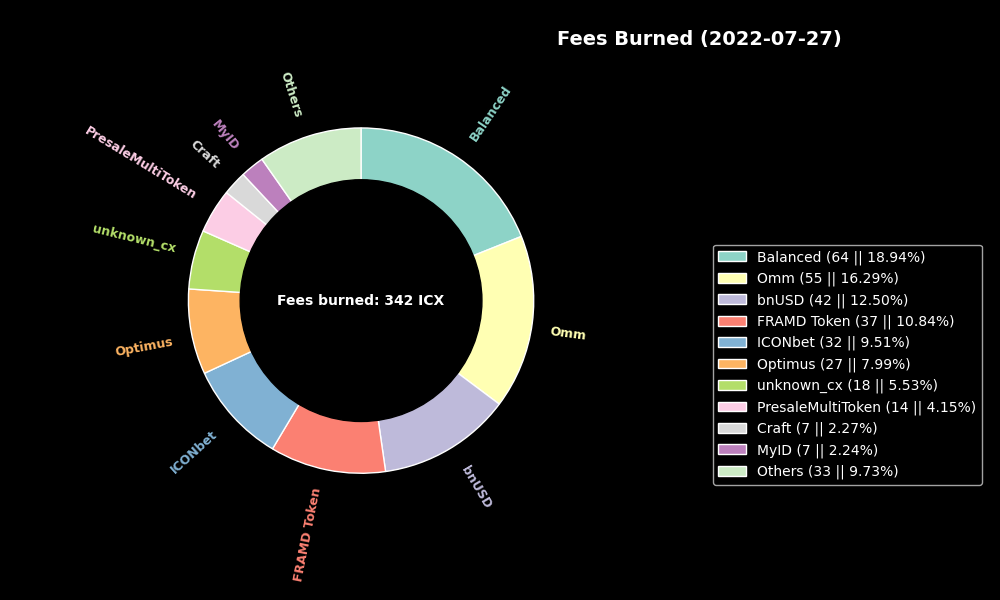 Fees Burned (2022-07-27)
Others
Balanced
MyID
Craft
PresaleMultiToken
unknown_cx
Fees burned: 342 ICX
Omm
Optimus
ICONbet
bnUSD
FRAMD Token
Balanced (64 || 18.94%)
Omm (55 || 16.29%)
bnUSD (42 || 12.50%)
FRAMD Token (37 || 10.84%)
ICONbet (32 || 9.51%)
Optimus (27 || 7.99%)
unknown_cx (18 || 5.53%)
PresaleMultiToken (14 || 4.15%)
Craft (7 || 2.27%)
MyID (7 || 2.24%)
Others (33 || 9.73%)